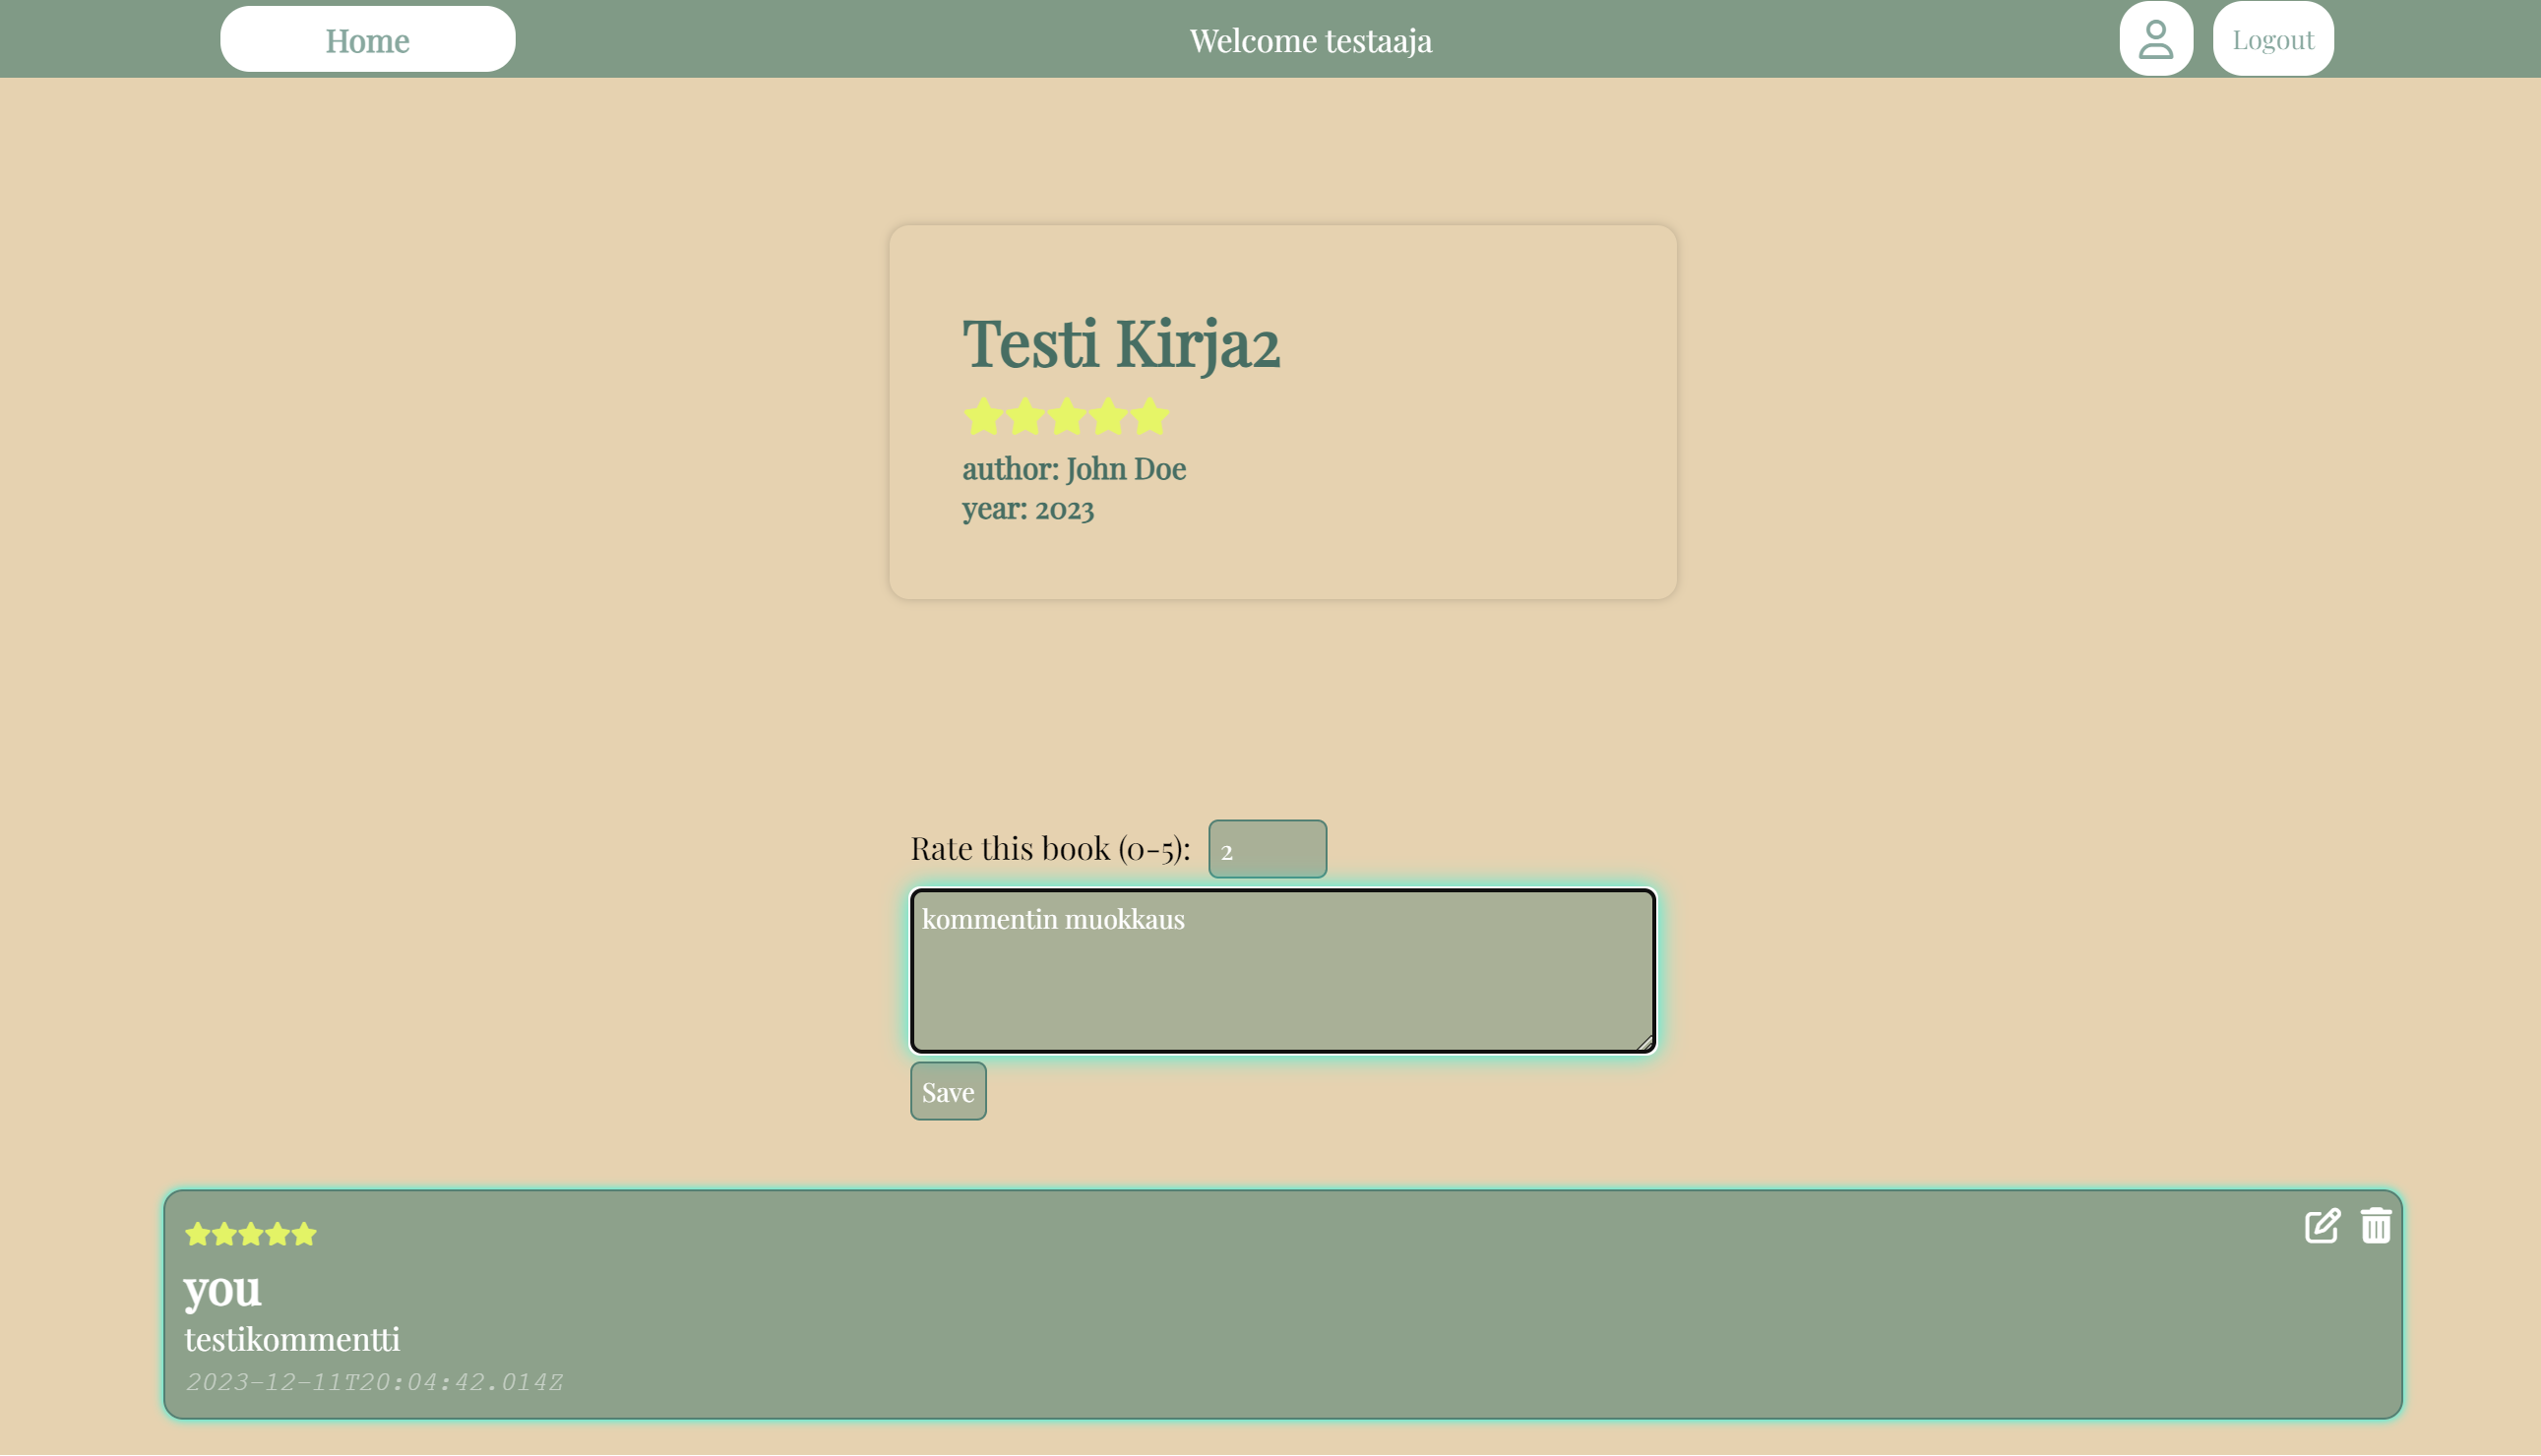 Home
Welcome testaaja
Logout
Testi Kirja2
author: John Doe
year: 2023
Rate this book (0-5): 2
kommentin muokkaus
Save
you
testikommentti
2023-12-11T20:04:42.014Z